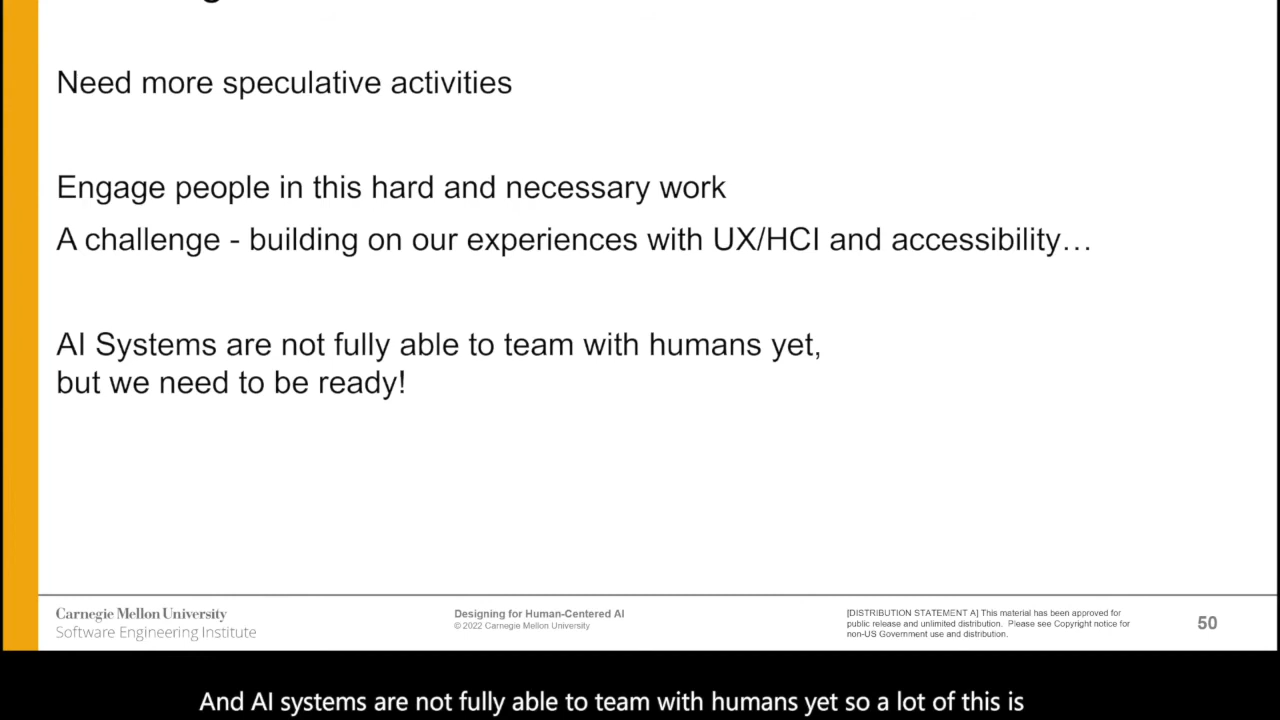 Need more speculative activities
Engage people in this hard and necessary work
A challenge - building on our experiences with UX/HCI and accessibility…
AI Systems are not fully able to team with humans yet,
but we need to be ready!
Carnegie Mellon University
Software Engineering Institute
Designing for Human-Centered AI
© 2022 Carnegie Mellon University
[DISTRIBUTION STATEMENT A] This material has been approved for
public release and unlimited distribution. Please see Copyright notice for
non-US Government use and distribution.
50
And AI systems are not fully able to team with humans yet so a lot of this is